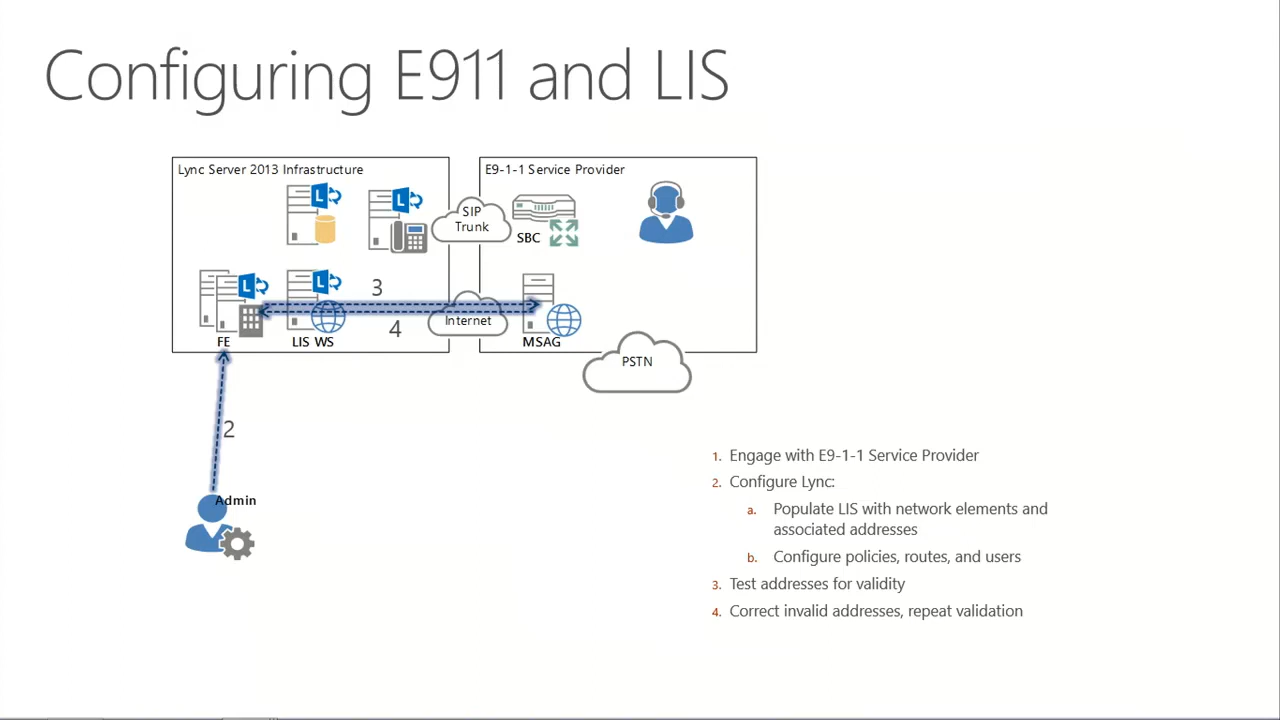 Configuring E911 and LIS
Lync Server 2013 Infrastructure
E9-1-1 Service Provider
SIP
Trunk
SBC
3
4
Internet
FE
LIS WS
MSAG
PSTN
2
Admin
1. Engage with E9-1-1 Service Provider
2. Configure Lync:
a. Populate LIS with network elements and
associated addresses
b. Configure policies, routes, and users
3. Test addresses for validity
4. Correct invalid addresses, repeat validation